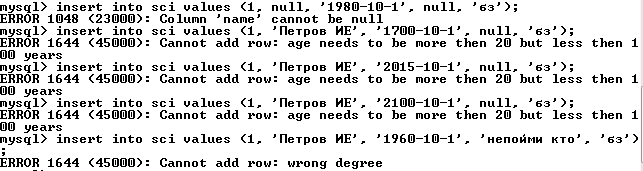 mysql> insert into sci values (1, null, '1980-10-1', null, 'бз');
ERROR 1048 (23000): Column 'name' cannot be null
mysql> insert into sci values (1, 'Петров ИЕ', '1700-10-1', null, 'бз');
ERROR 1644 (45000): Cannot add row: age needs to be more then 20 but less then 1
00 years
mysql> insert into sci values (1, 'Петров ИЕ', '2015-10-1', null, 'бз');
ERROR 1644 (45000): Cannot add row: age needs to be more then 20 but less then 1
00 years
mysql> insert into sci values (1, 'Петров ИЕ', '2100-10-1', null, 'бз');
ERROR 1644 (45000): Cannot add row: age needs to be more then 20 but less then 1
00 years
mysql> insert into sci values (1, 'Петров ИЕ', '1960-10-1', 'непойми кто', 'бз')
;
ERROR 1644 (45000): Cannot add row: wrong degree